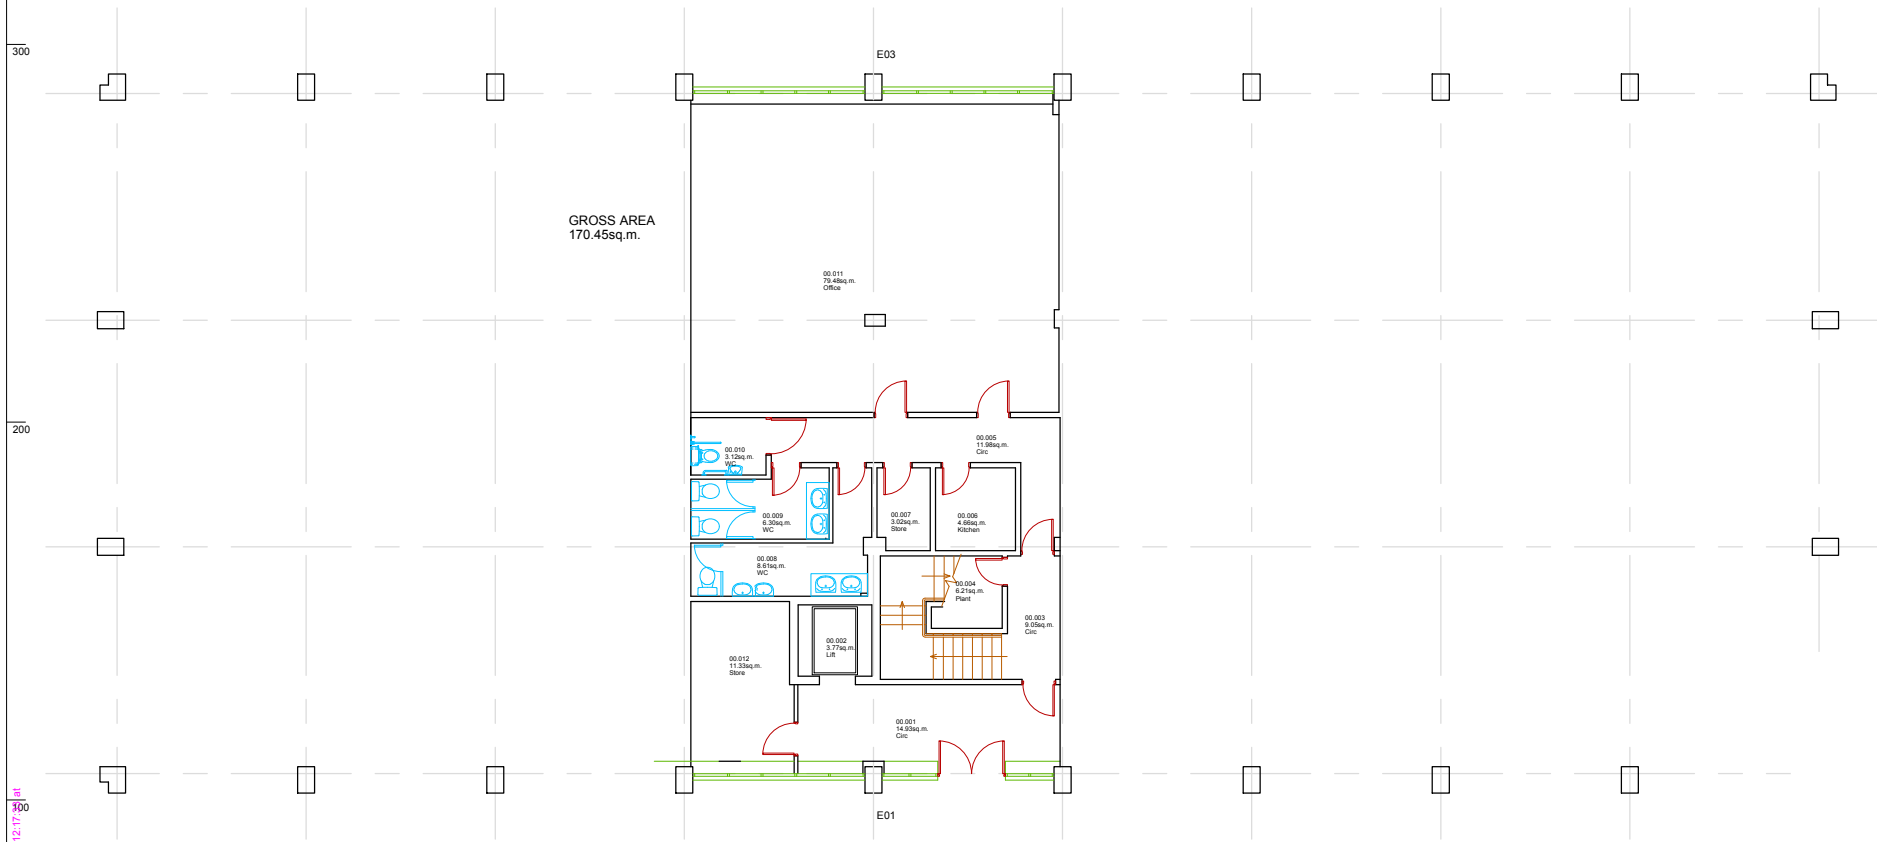 300
E03
GROSS AREA
170.45sq.m.
00.011
79.48sq.m.
Office
200
00.005
11.98sq.m.
Circ
00.010
3.12sq.m.
WC
00.009
6.30sq.m.
WC
00.007
3.02sq.m.
Store
00.006
4.66sq.m.
Kitchen
00.008
8.61sq.m.
WC
00.004
6.21sq.m.
Plant
00.003
9.05sq.m.
Circ
00.002
3.77sq.m.
Lift
00.012
11.33sq.m.
Store
00.001
14.93sq.m.
Circ
100
E01